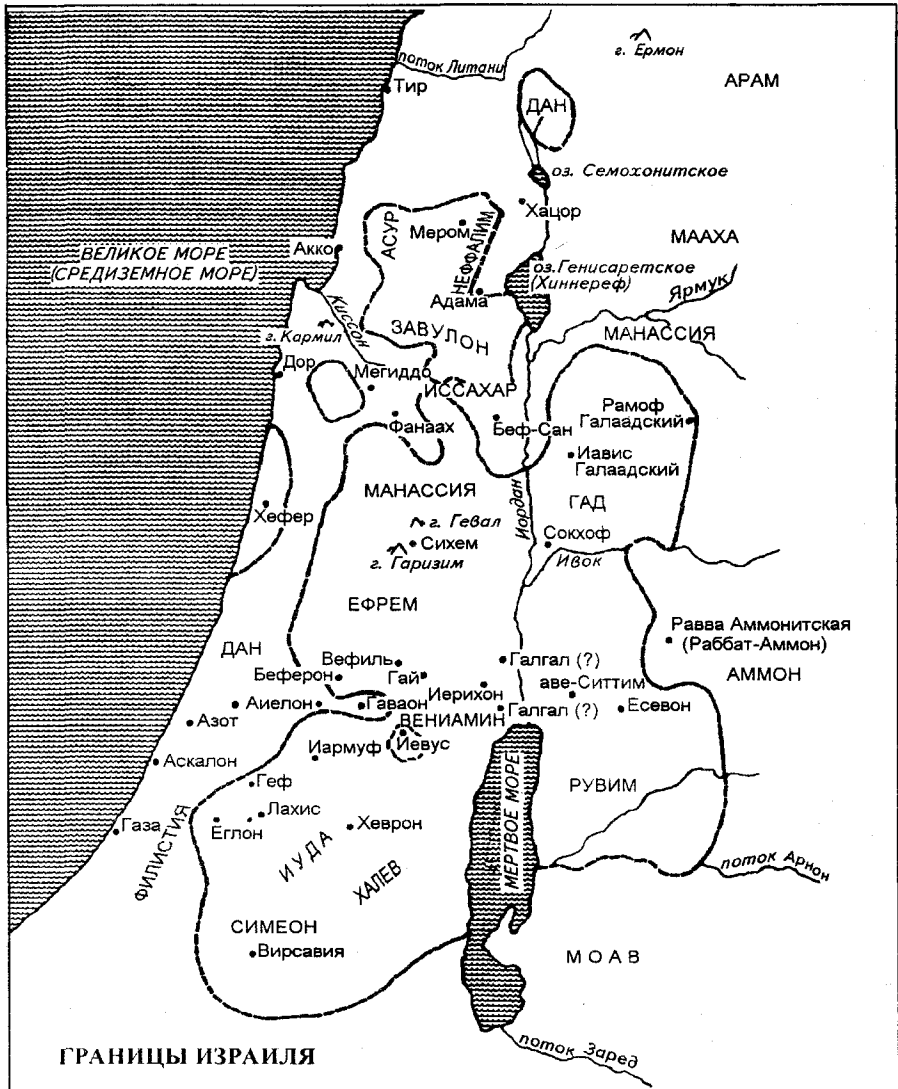 г. Ермон
поток Литани
АРАМ
Тир
ДАН
оз. Семохонитское
Хацор
АСУР
Мером
НЕФФАЛИМ
МААХА
Акко
ВЕЛИКОЕ МОРЕ
(СРЕДИЗЕМНОЕ МОРЕ)
оз.Генисаретское
(Хиннереф)
Адама
Ярмук
Киссон
г. Кармил
ЗАВУЛОН
МАНАССИЯ
Дор
Мегиддо
ИССАХАР
Фанаах
Беф-Сан
Рамоф
Галаадский
Иавис
Галаадский
МАНАССИЯ
Иордан
ГАД
Хефер
г. Гевал
Сихем
г. Гаризим
Сокхоф
Ивок
ЕФРЕМ
Равва Аммонитская
(Раббат-Аммон)
ДАН
Вефиль
Галгал (?)
Беферон
Гай
АММОН
Иерихон
аве-Ситтим
Азот
Аиелон
Гаваон
Галгал (?)
Есевон
ВЕНИАМИН
Иевус
Иармуф
Аскалон
Геф
РУВИМ
МЕРТВОЕ МОРЕ
Лахис
Газа
Еглон
Хеврон
ФИЛИСТИЯ
ИУДА
ХАЛЕВ
поток Арнон
СИМЕОН
Вирсавия
МОАВ
поток Заред
ГРАНИЦЫ ИЗРАИЛЯ